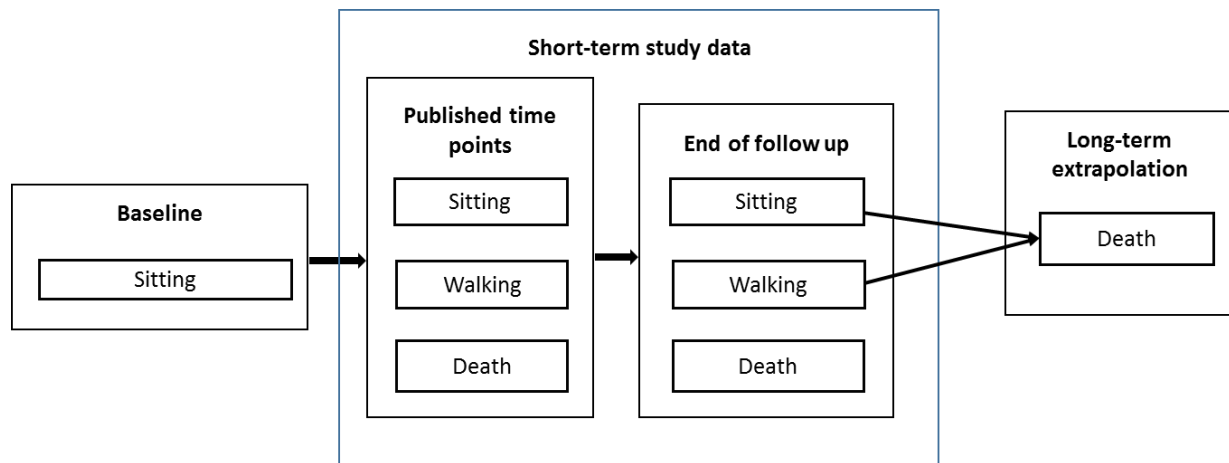 Short-term study data
Baseline
Sitting
Published time
points
Sitting
Walking
Death
End of follow up
Sitting
Walking
Death
Long-term
extrapolation
Death